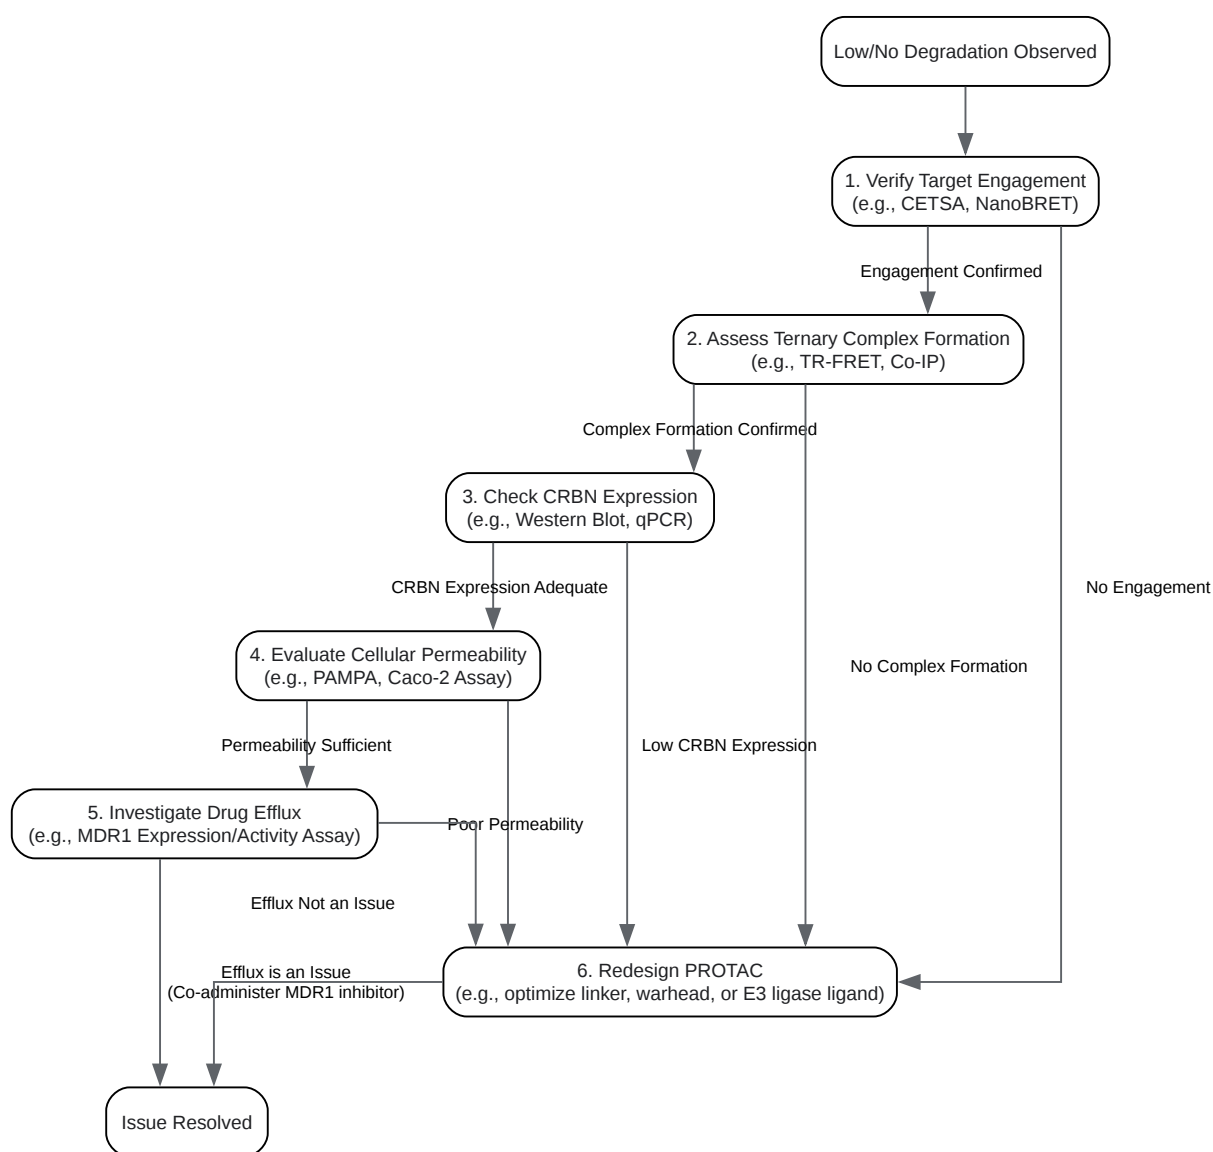 Low/No Degradation Observed
1. Verify Target Engagement
(e.g., CETSA, NanoBRET)
Engagement Confirmed
2. Assess Ternary Complex Formation
(e.g., TR-FRET, Co-IP)
Complex Formation Confirmed
3. Check CRBN Expression
(e.g., Western Blot, qPCR)
CRBN Expression Adequate
No Engagement
4. Evaluate Cellular Permeability
(e.g., PAMPA, Caco-2 Assay)
No Complex Formation
Permeability Sufficient
Low CRBN Expression
5. Investigate Drug Efflux
(e.g., MDR1 Expression/Activity Assay)
Poor Permeability
Efflux Not an Issue
Efflux is an Issue
(Co-administer MDR1 inhibitor)
6. Redesign PROTAC
(e.g., optimize linker, warhead, or E3 ligase ligand)
Issue Resolved